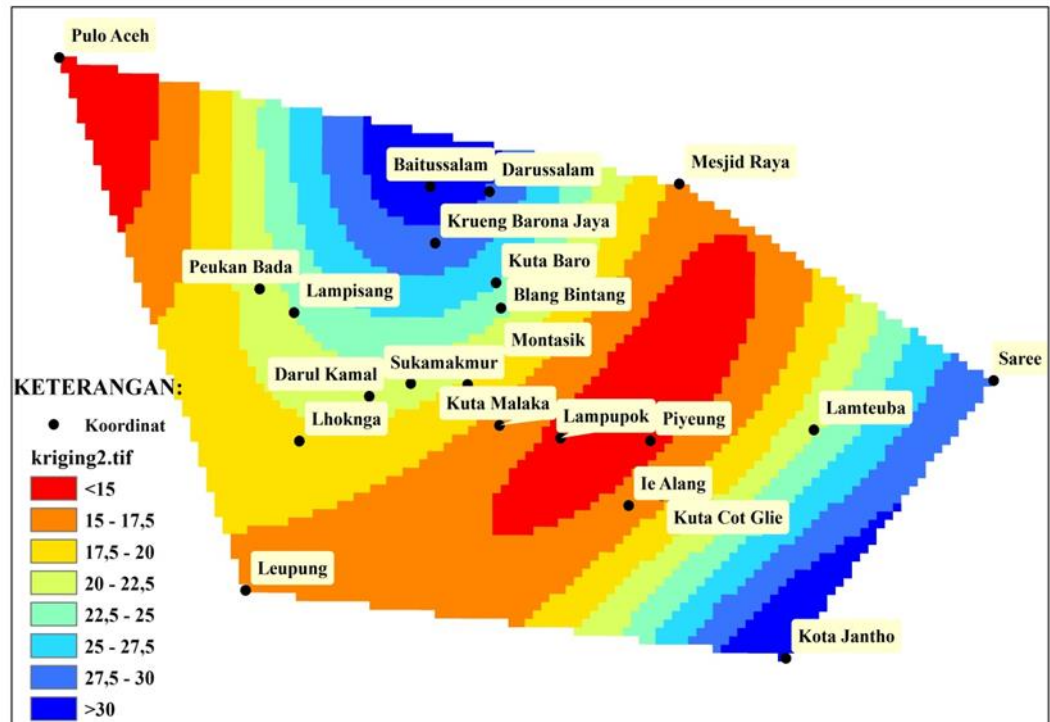 Pulo Aceh
Mesjid Raya
Baitussalam
Darussalam
Krueng Barona Jaya
Peukan Bada
Kuta Baro
Lampisang
Blang Bintang
Montasik
Sukamakmur
Darul Kamal
Saree
Kuta Malaka
Lampupok
Piyeung
Lamteuba
Lhoknga
Ie Alang
Kuta Cot Glie
Leupung
Kota Jantho
KETERANGAN:
Koordinat
kriging2.tif
<15
15 - 17,5
17,5 - 20
20 - 22,5
22,5 - 25
25 - 27,5
27,5 - 30
>30